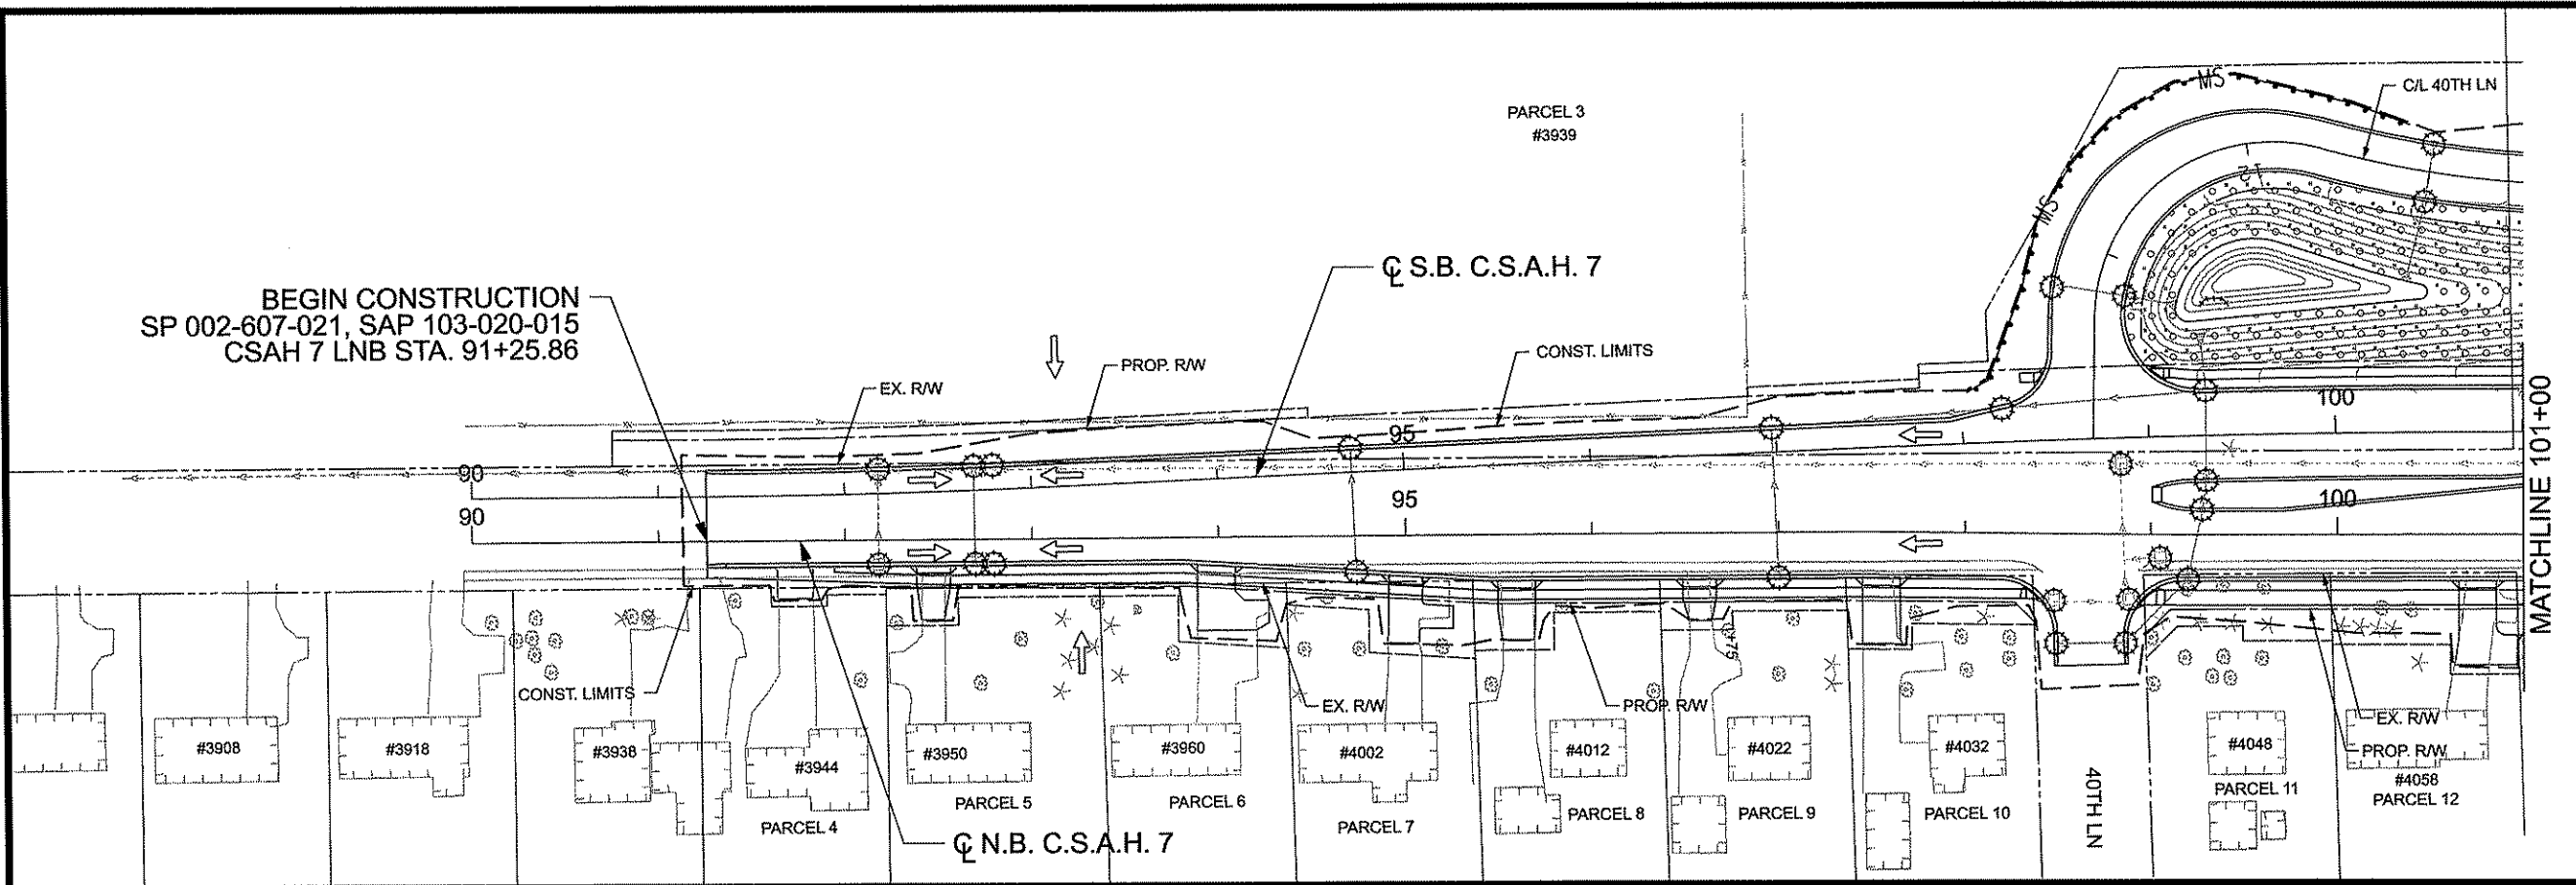 PARCEL 3
#3939
MS
C/L 40TH LN
MS
12
BEGIN CONSTRUCTION
SP 002-607-021, SAP 103-020-015
CSAH 7 LNB STA. 91+25.86
℄ S.B. C.S.A.H. 7
EX. R/W
PROP. R/W
CONST. LIMITS
90
95
100
90
95
100
MATCHLINE 101+00
CONST. LIMITS
EX. R/W
PROP. R/W
EX. R/W
PROP. R/W
#3908
#3918
#3938
#3944
#3950
#3960
#4002
#4012
#4022
#4032
#4048
#4058
PARCEL 4
PARCEL 5
PARCEL 6
PARCEL 7
PARCEL 8
PARCEL 9
PARCEL 10
40TH LN
PARCEL 11
PARCEL 12
℄ N.B. C.S.A.H. 7